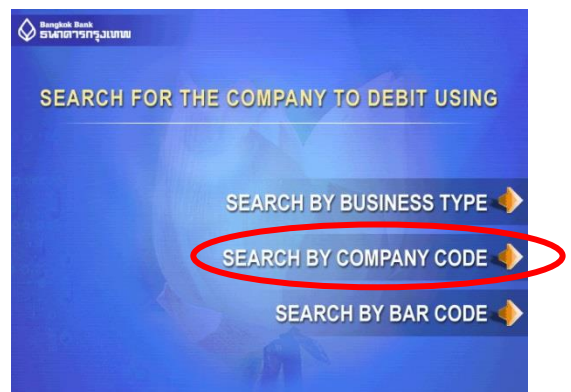 Bangkok Bank
ธนาคารกรุงเทพ
SEARCH FOR THE COMPANY TO DEBIT USING
SEARCH BY BUSINESS TYPE
SEARCH BY COMPANY CODE
SEARCH BY BAR CODE